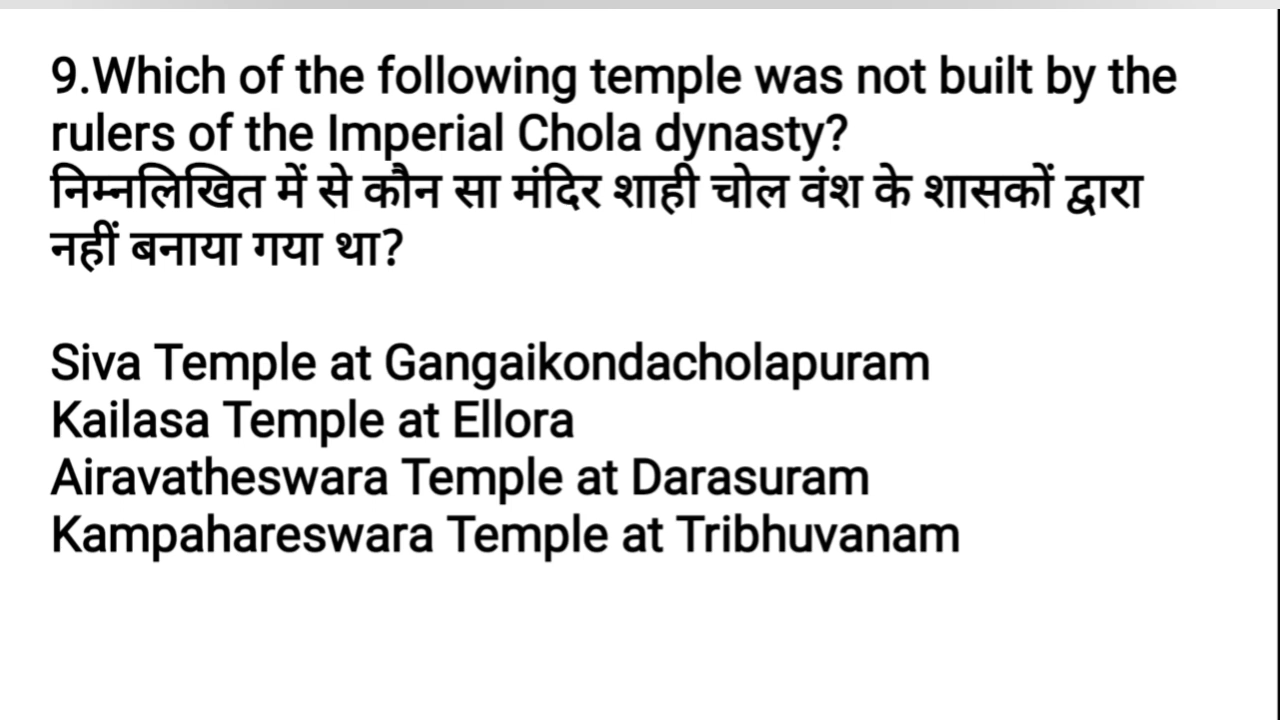 9.Which of the following temple was not built by the
rulers of the Imperial Chola dynasty?
निम्नलिखित में से कौन सा मंदिर शाही चोल वंश के शासकों द्वारा
नहीं बनाया गया था?
Siva Temple at Gangaikondacholapuram
Kailasa Temple at Ellora
Airavatheswara Temple at Darasuram
Kampahareswara Temple at Tribhuvanam